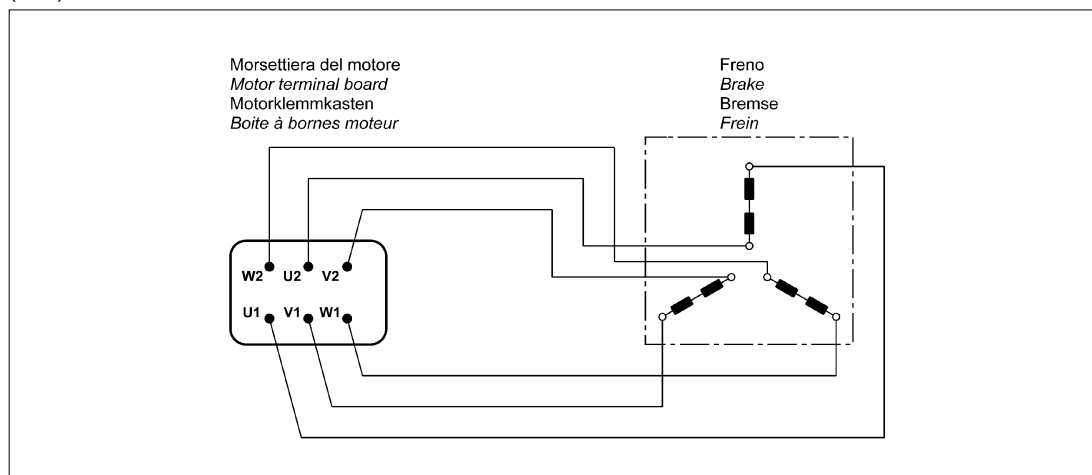 Morsettiera del motore
Motor terminal board
Motorklemmkasten
Boite à bornes moteur
Freno
Brake
Bremse
Frein
W2 U2 V2
U1 V1 W1